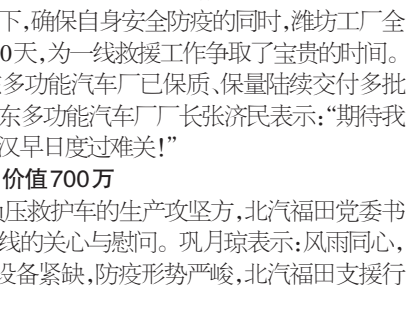 下,确保自身安全防疫的同时,潍坊工厂全
0天,为一线救援工作争取了宝贵的时间。
多功能汽车厂已保质、保量陆续交付多批
东多功能汽车厂厂长张济民表示:“期待我
汉早日度过难关!”
价值700万
压救护车的生产攻坚方,北汽福田党委书
线的关心与慰问。巩月琼表示:风雨同心,
设备紧缺,防疫形势严峻,北汽福田支援行